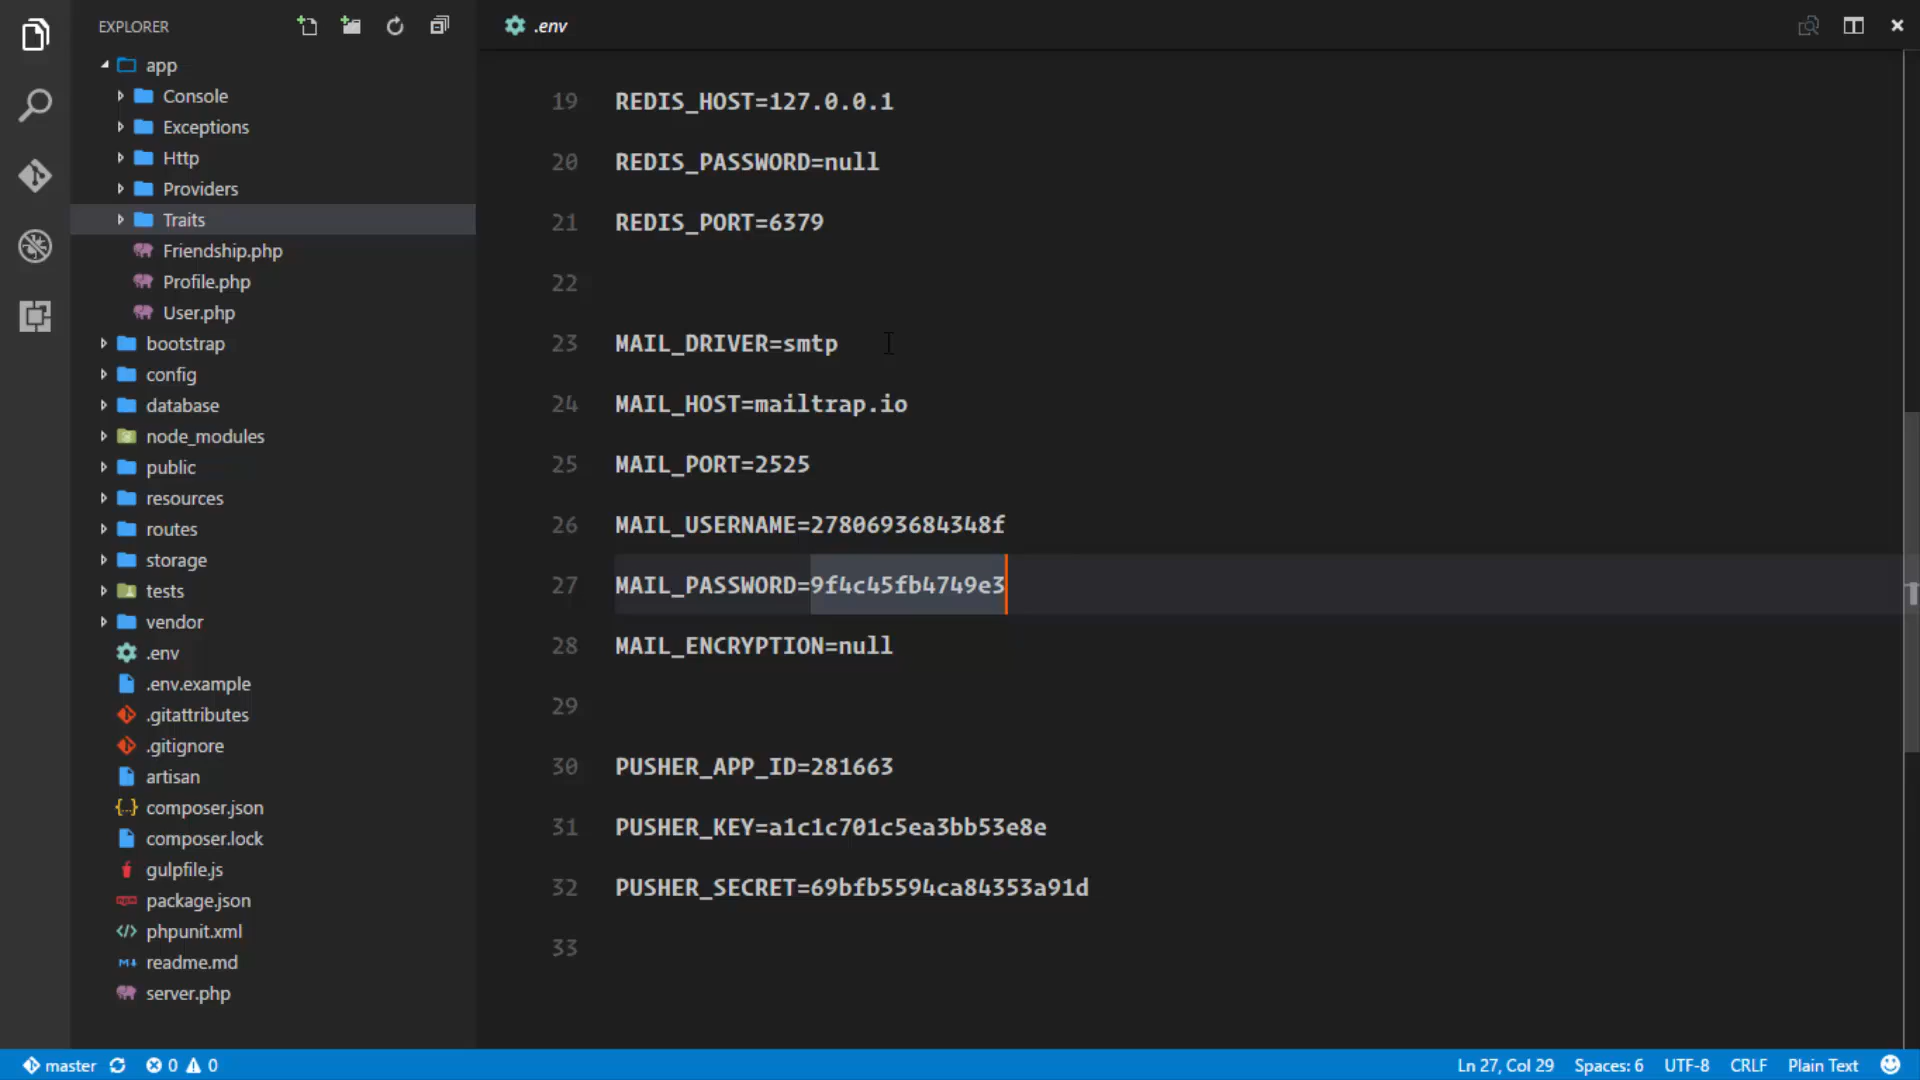 EXPLORER
app
Console
Exceptions
Http
Providers
Traits
Friendship.php
Profile.php
User.php
bootstrap
config
database
node_modules
public
resources
routes
storage
tests
vendor
.env
.env.example
.gitattributes
.gitignore
artisan
composer.json
composer.lock
gulpfile.js
package.json
phpunit.xml
readme.md
server.php
.env
19 REDIS_HOST=127.0.0.1
20 REDIS_PASSWORD=null
21 REDIS_PORT=6379
22
23 MAIL_DRIVER=smtp
24 MAIL_HOST=mailtrap.io
25 MAIL_PORT=2525
26 MAIL_USERNAME=2780693684348f
27 MAIL_PASSWORD=9f4c45fb4749e3
28 MAIL_ENCRYPTION=null
29
30 PUSHER_APP_ID=281663
31 PUSHER_KEY=a1c1c701c5ea3bb53e8e
32 PUSHER_SECRET=69bfb5594ca84353a91d
33
master 0 0 Ln 27, Col 29 Spaces: 6 UTF-8 CRLF Plain Text